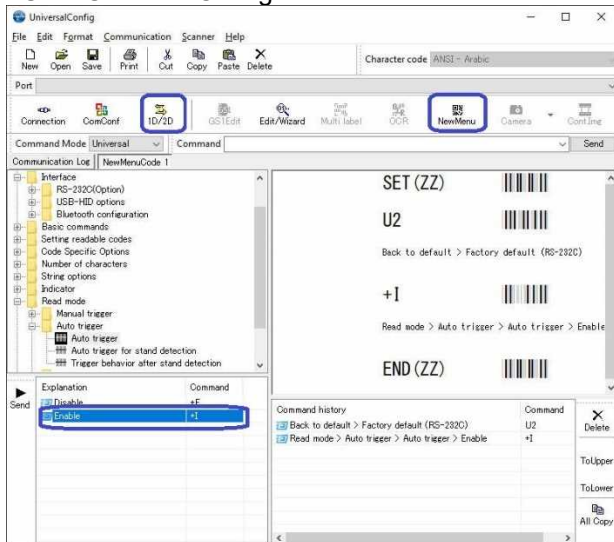 UniversalConfig
File Edit Format Communication Scanner Help
New Open Save Print Cut Copy Paste Delete
Character code ANSI - Arabic
Port
Connection ComConf 1D/2D GS1Edit Edit/Wizard Multi label OCR NewMenu Camera Cont.Img
Command Mode Universal Command Send
Communication Log NewMenuCode 1
Interface
RS-232C(Option)
USB-HID options
Bluetooth configuration
Basic commands
Setting readable codes
Code Specific Options
Number of characters
String options
Indicator
Read mode
Manual trigger
Auto trigger
Auto trigger
Auto trigger for stand detection
Trigger behavior after stand detection
SET (ZZ)
U2
Back to default > Factory default (RS-232C)
+I
Read mode > Auto trigger > Auto trigger > Enable
END (ZZ)
Send
Explanation Command
Disable +F
Enable +I
Command history Command
Back to default > Factory default (RS-232C) U2
Read mode > Auto trigger > Auto trigger > Enable +I
Delete
ToUpper
ToLower
All Copy